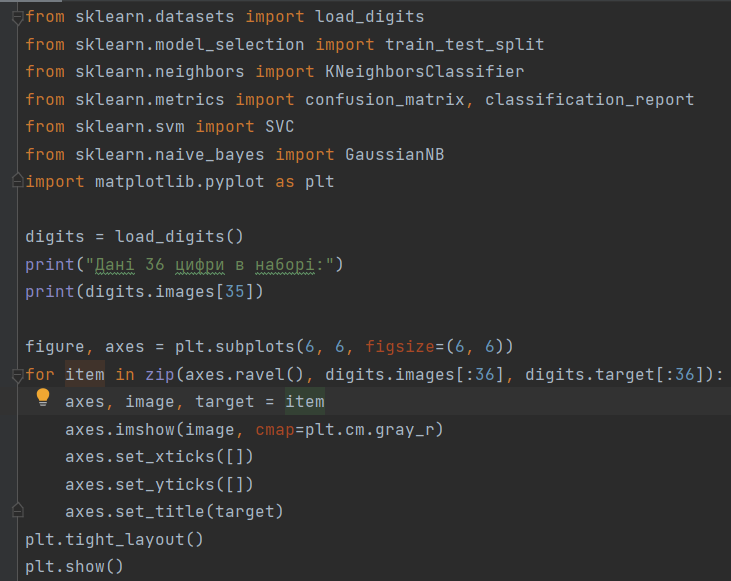 from sklearn.datasets import load_digits
from sklearn.model_selection import train_test_split
from sklearn.neighbors import KNeighborsClassifier
from sklearn.metrics import confusion_matrix, classification_report
from sklearn.svm import SVC
from sklearn.naive_bayes import GaussianNB
import matplotlib.pyplot as plt

digits = load_digits()
print("Дані 36 цифри в наборі:")
print(digits.images[35])

figure, axes = plt.subplots(6, 6, figsize=(6, 6))
for item in zip(axes.ravel(), digits.images[:36], digits.target[:36]):
    axes, image, target = item
    axes.imshow(image, cmap=plt.cm.gray_r)
    axes.set_xticks([])
    axes.set_yticks([])
    axes.set_title(target)
plt.tight_layout()
plt.show()